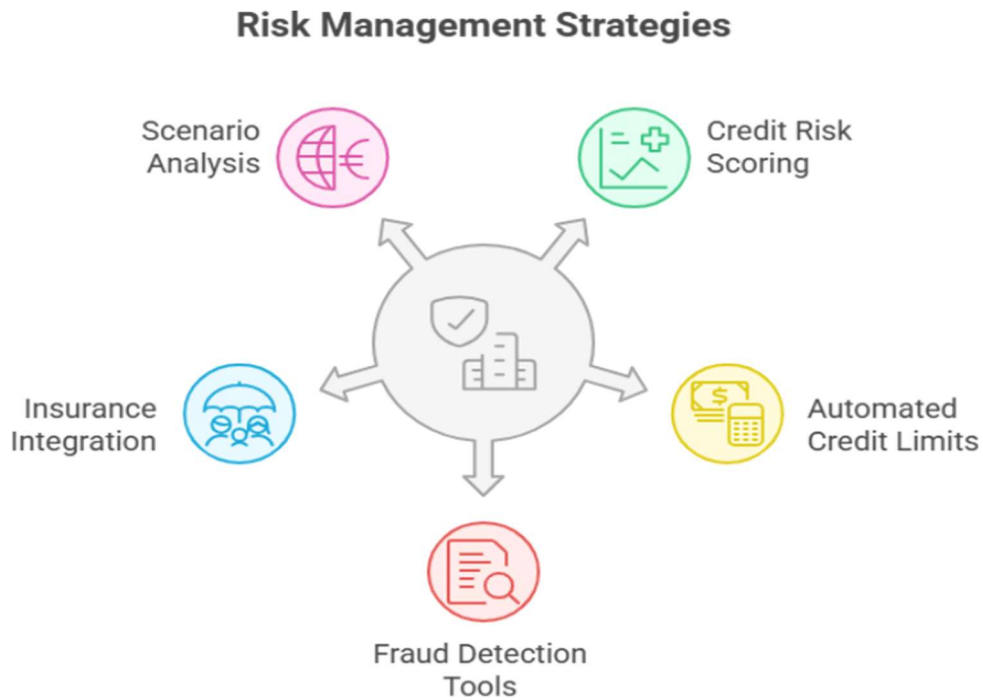 Risk Management Strategies
Scenario
Analysis
Credit Risk
Scoring
Insurance
Integration
Automated
Credit Limits
Fraud Detection
Tools